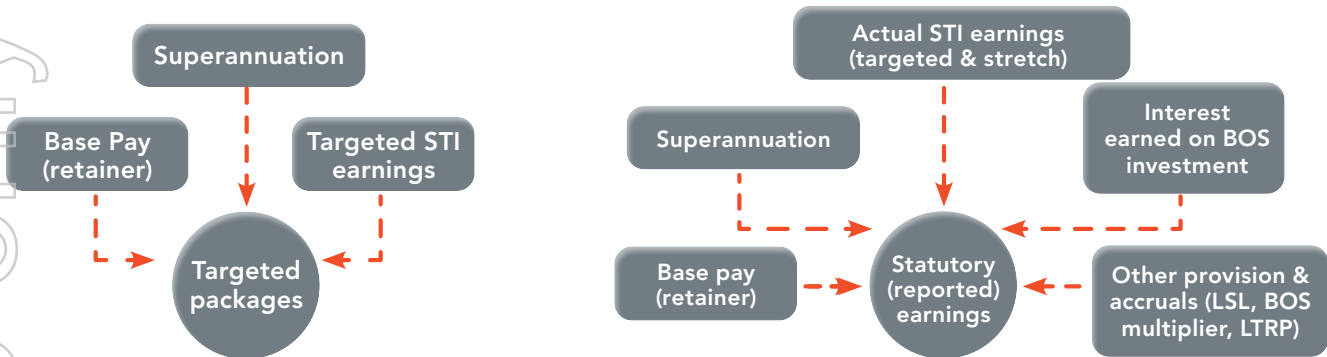 Superannuation
Base Pay
(retainer)
Targeted STI
earnings
Targeted
packages
Actual STI earnings
(targeted & stretch)
Superannuation
Interest
earned on BOS
investment
Base pay
(retainer)
Statutory
(reported)
earnings
Other provision &
accruals (LSL, BOS
multiplier, LTRP)